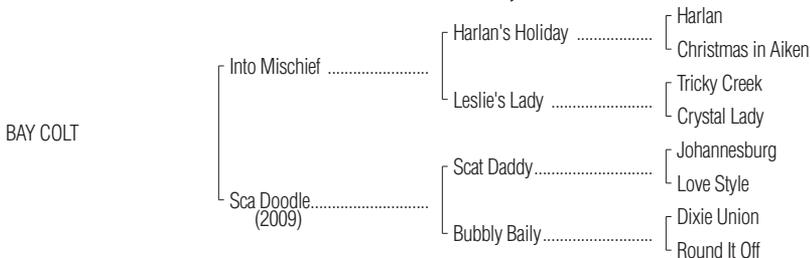 Harlan
Harlan's Holiday ..................
Christmas in Aiken
Into Mischief ........................
Tricky Creek
Leslie's Lady ........................
Crystal Lady
BAY COLT
Johannesburg
Scat Daddy............................
Love Style
Sca Doodle............................
(2009)
Dixie Union
Bubbly Baily..........................
Round It Off